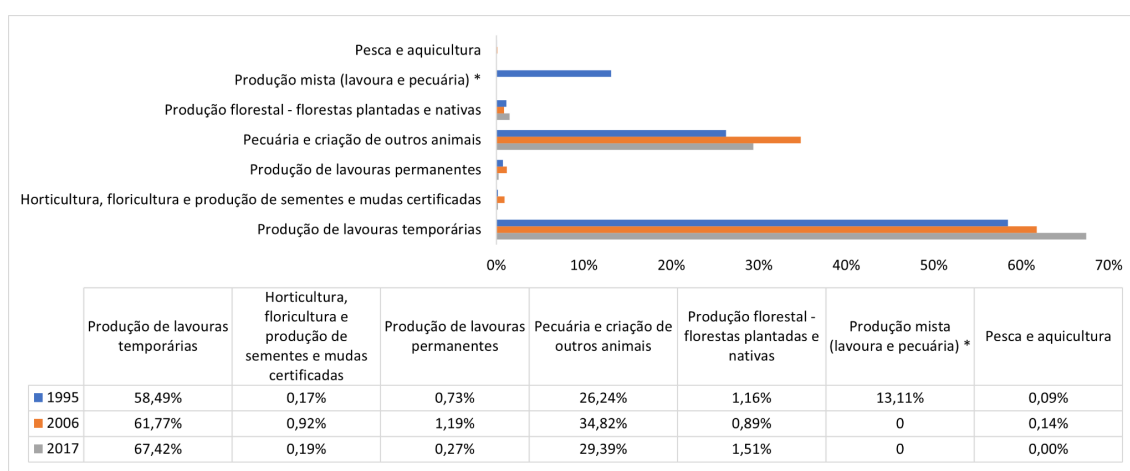 Pesca e aquicultura
Produção mista (lavoura e pecuária) *
Produção florestal - florestas plantadas e nativas
Pecuária e criação de outros animais
Produção de lavouras permanentes
Horticultura, floricultura e produção de sementes e mudas certificadas
Produção de lavouras temporárias
0% 10% 20% 30% 40% 50% 60% 70%
Produção de lavouras
temporárias
Horticultura,
floricultura e
produção de
sementes e mudas
certificadas
Produção de lavouras
permanentes
Pecuária e criação de
outros animais
Produção florestal -
florestas plantadas e
nativas
Produção mista
(lavoura e pecuária) *
Pesca e aquicultura
1995 58,49% 0,17% 0,73% 26,24% 1,16% 13,11% 0,09%
2006 61,77% 0,92% 1,19% 34,82% 0,89% 0 0,14%
2017 67,42% 0,19% 0,27% 29,39% 1,51% 0 0,00%